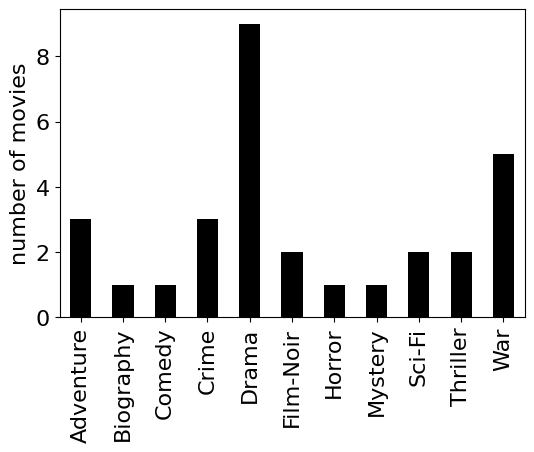 number of movies
8
6
4
2
0
Adventure
Biography
Comedy
Crime
Drama
Film-Noir
Horror
Mystery
Sci-Fi
Thriller
War